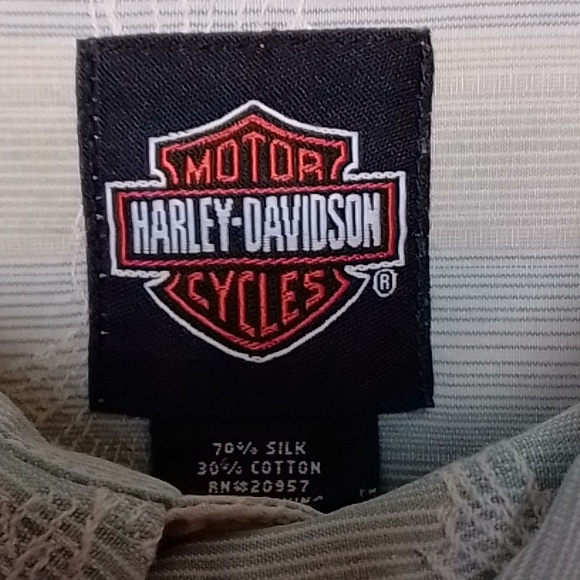 MOTOR
HARLEY-DAVIDSON
CYCLES
®
70% SILK
30% COTTON
RN#20957